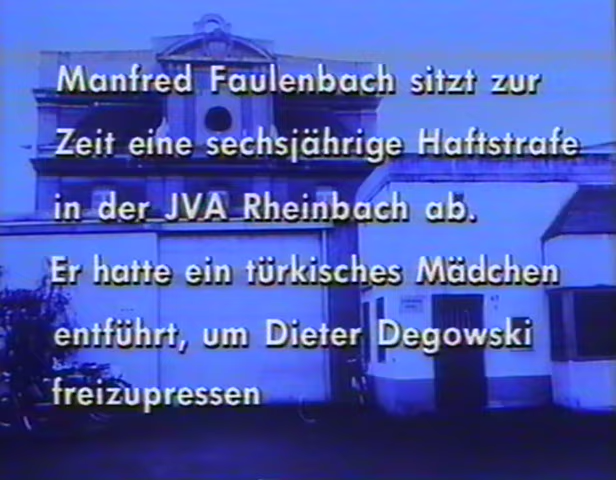 Manfred Faulenbach sitzt zur
Zeit eine sechsjährige Haftstrafe
in der JVA Rheinbach ab.
Er hatte ein türkisches Mädchen
entführt, um Dieter Degowski
freizupressen